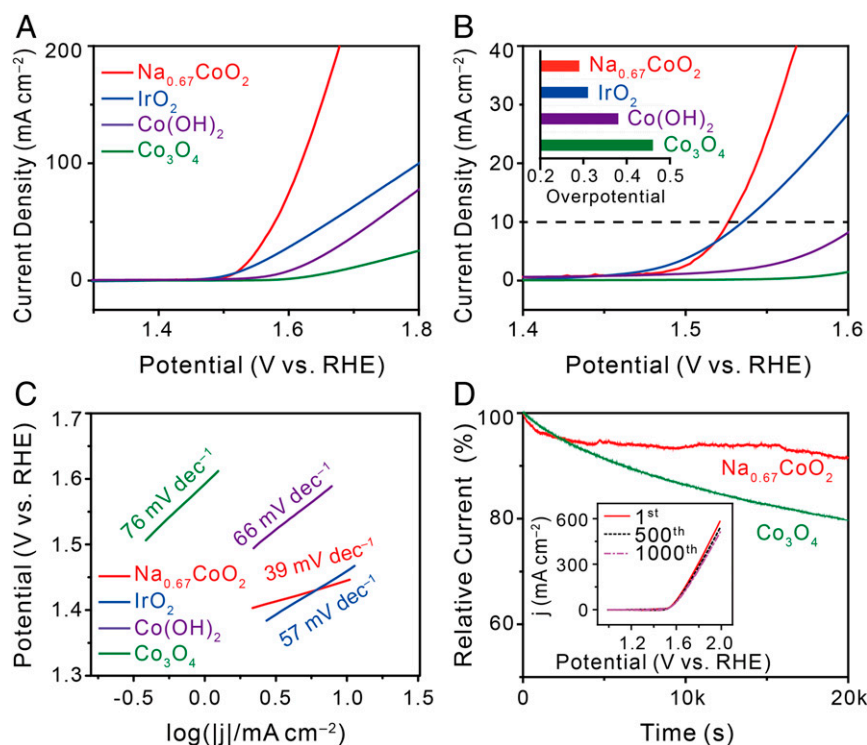 A
200
100
0
Current Density (mA cm⁻²)
Na₀.₆₇CoO₂
IrO₂
Co(OH)₂
Co₃O₄
1.4 1.6 1.8
Potential (V vs. RHE)
B
40
30
20
10
0
Current Density (mA cm⁻²)
Na₀.₆₇CoO₂
IrO₂
Co(OH)₂
Co₃O₄
0.2 0.3 0.4 0.5
Overpotential
1.4 1.5 1.6
Potential (V vs. RHE)
C
1.7
1.6
1.5
1.4
1.3
Potential (V vs. RHE)
76 mV dec⁻¹
66 mV dec⁻¹
39 mV dec⁻¹
57 mV dec⁻¹
Na₀.₆₇CoO₂
IrO₂
Co(OH)₂
Co₃O₄
-0.5 0.0 0.5 1.0 1.5
log(|j|/mA cm⁻²)
D
100
80
60
Relative Current (%)
Na₀.₆₇CoO₂
Co₃O₄
600
300
0
j (mA cm⁻²)
1ˢᵗ
500ᵗʰ
1000ᵗʰ
1.2 1.6 2.0
Potential (V vs. RHE)
0 10k 20k
Time (s)